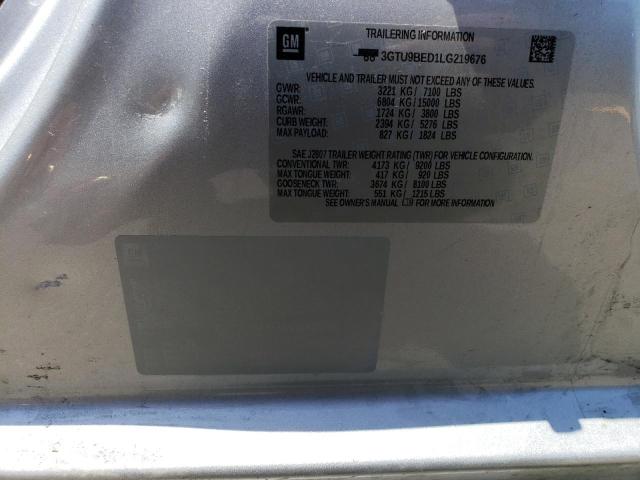 GM
TRAILERING INFORMATION
3GTU9BED1LG219676
VEHICLE AND TRAILER MUST NOT EXCEED ANY OF THESE VALUES.
GVWR: 3221 KG / 7100 LBS
GCWR: 6804 KG / 15000 LBS
RGAWR: 1724 KG / 3800 LBS
CURB WEIGHT: 2394 KG / 5276 LBS
MAX PAYLOAD: 827 KG / 1824 LBS
SAE J2807 TRAILER WEIGHT RATING (TWR) FOR VEHICLE CONFIGURATION.
CONVENTIONAL TWR: 4173 KG / 9200 LBS
MAX TONGUE WEIGHT: 417 KG / 920 LBS
GOOSENECK TWR: 3674 KG / 8100 LBS
MAX TONGUE WEIGHT: 551 KG / 1215 LBS
SEE OWNER'S MANUAL FOR MORE INFORMATION